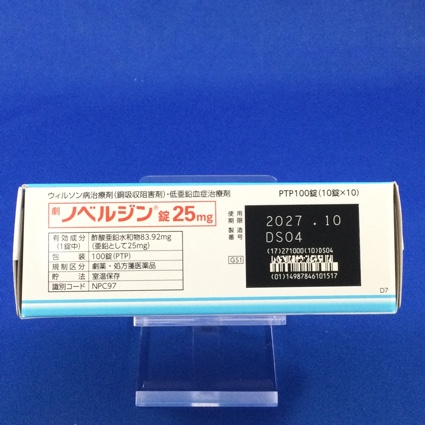 ウィルソン病治療剤(銅吸収阻害剤)・低亜鉛血症治療剤
PTP100錠(10錠×10)
劇 ノベルジン®錠25mg
有効成分(1錠中) 酢酸亜鉛水和物83.92mg(亜鉛として25mg)
包装 100錠(PTP)
規制区分 劇薬・処方箋医薬品
貯法 室温保存
識別コード NPC97
使用期限 2027.10
製造番号 DS04
(17)271000(10)DS04
GS1
(01)14987846101517
D7